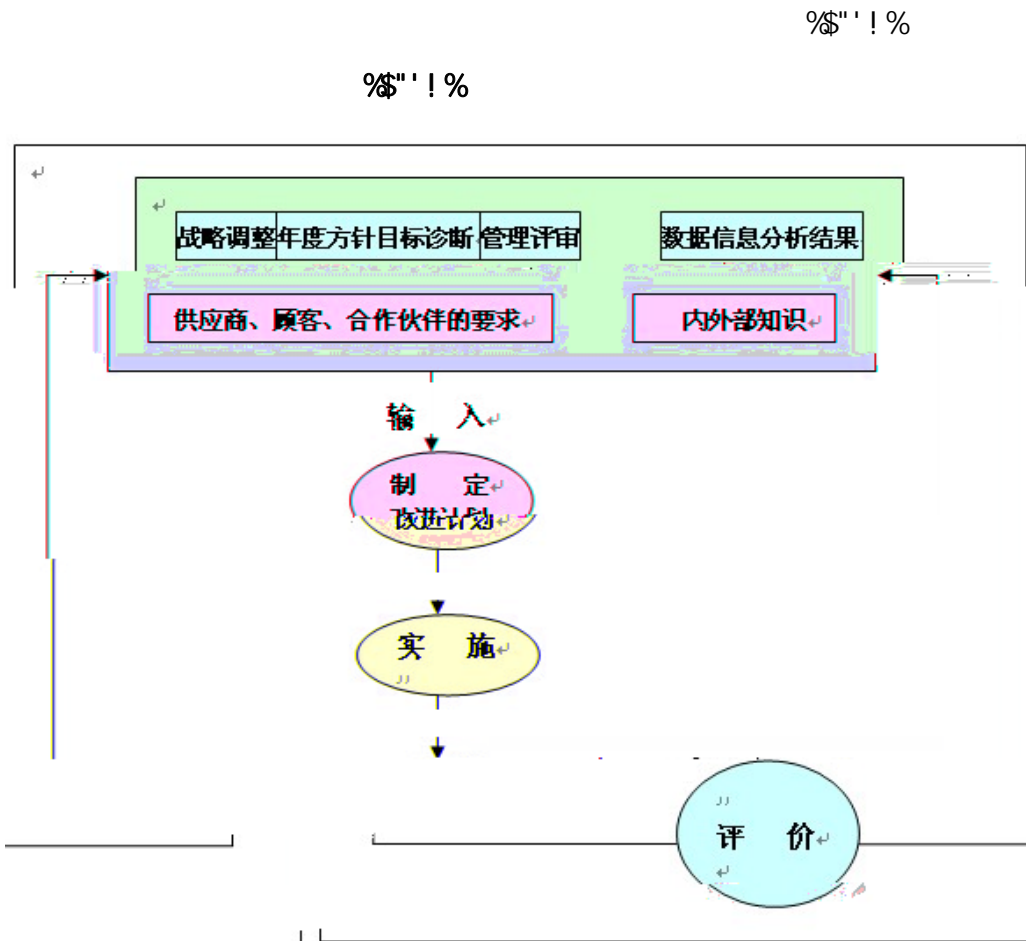 %$"'!%
%$"'!%
战略调整 年度方针目标诊断 管理评审 数据信息分析结果
供应商、顾客、合作伙伴的要求 内外部知识
输 入
制 定
改进计划
实 施
评 价